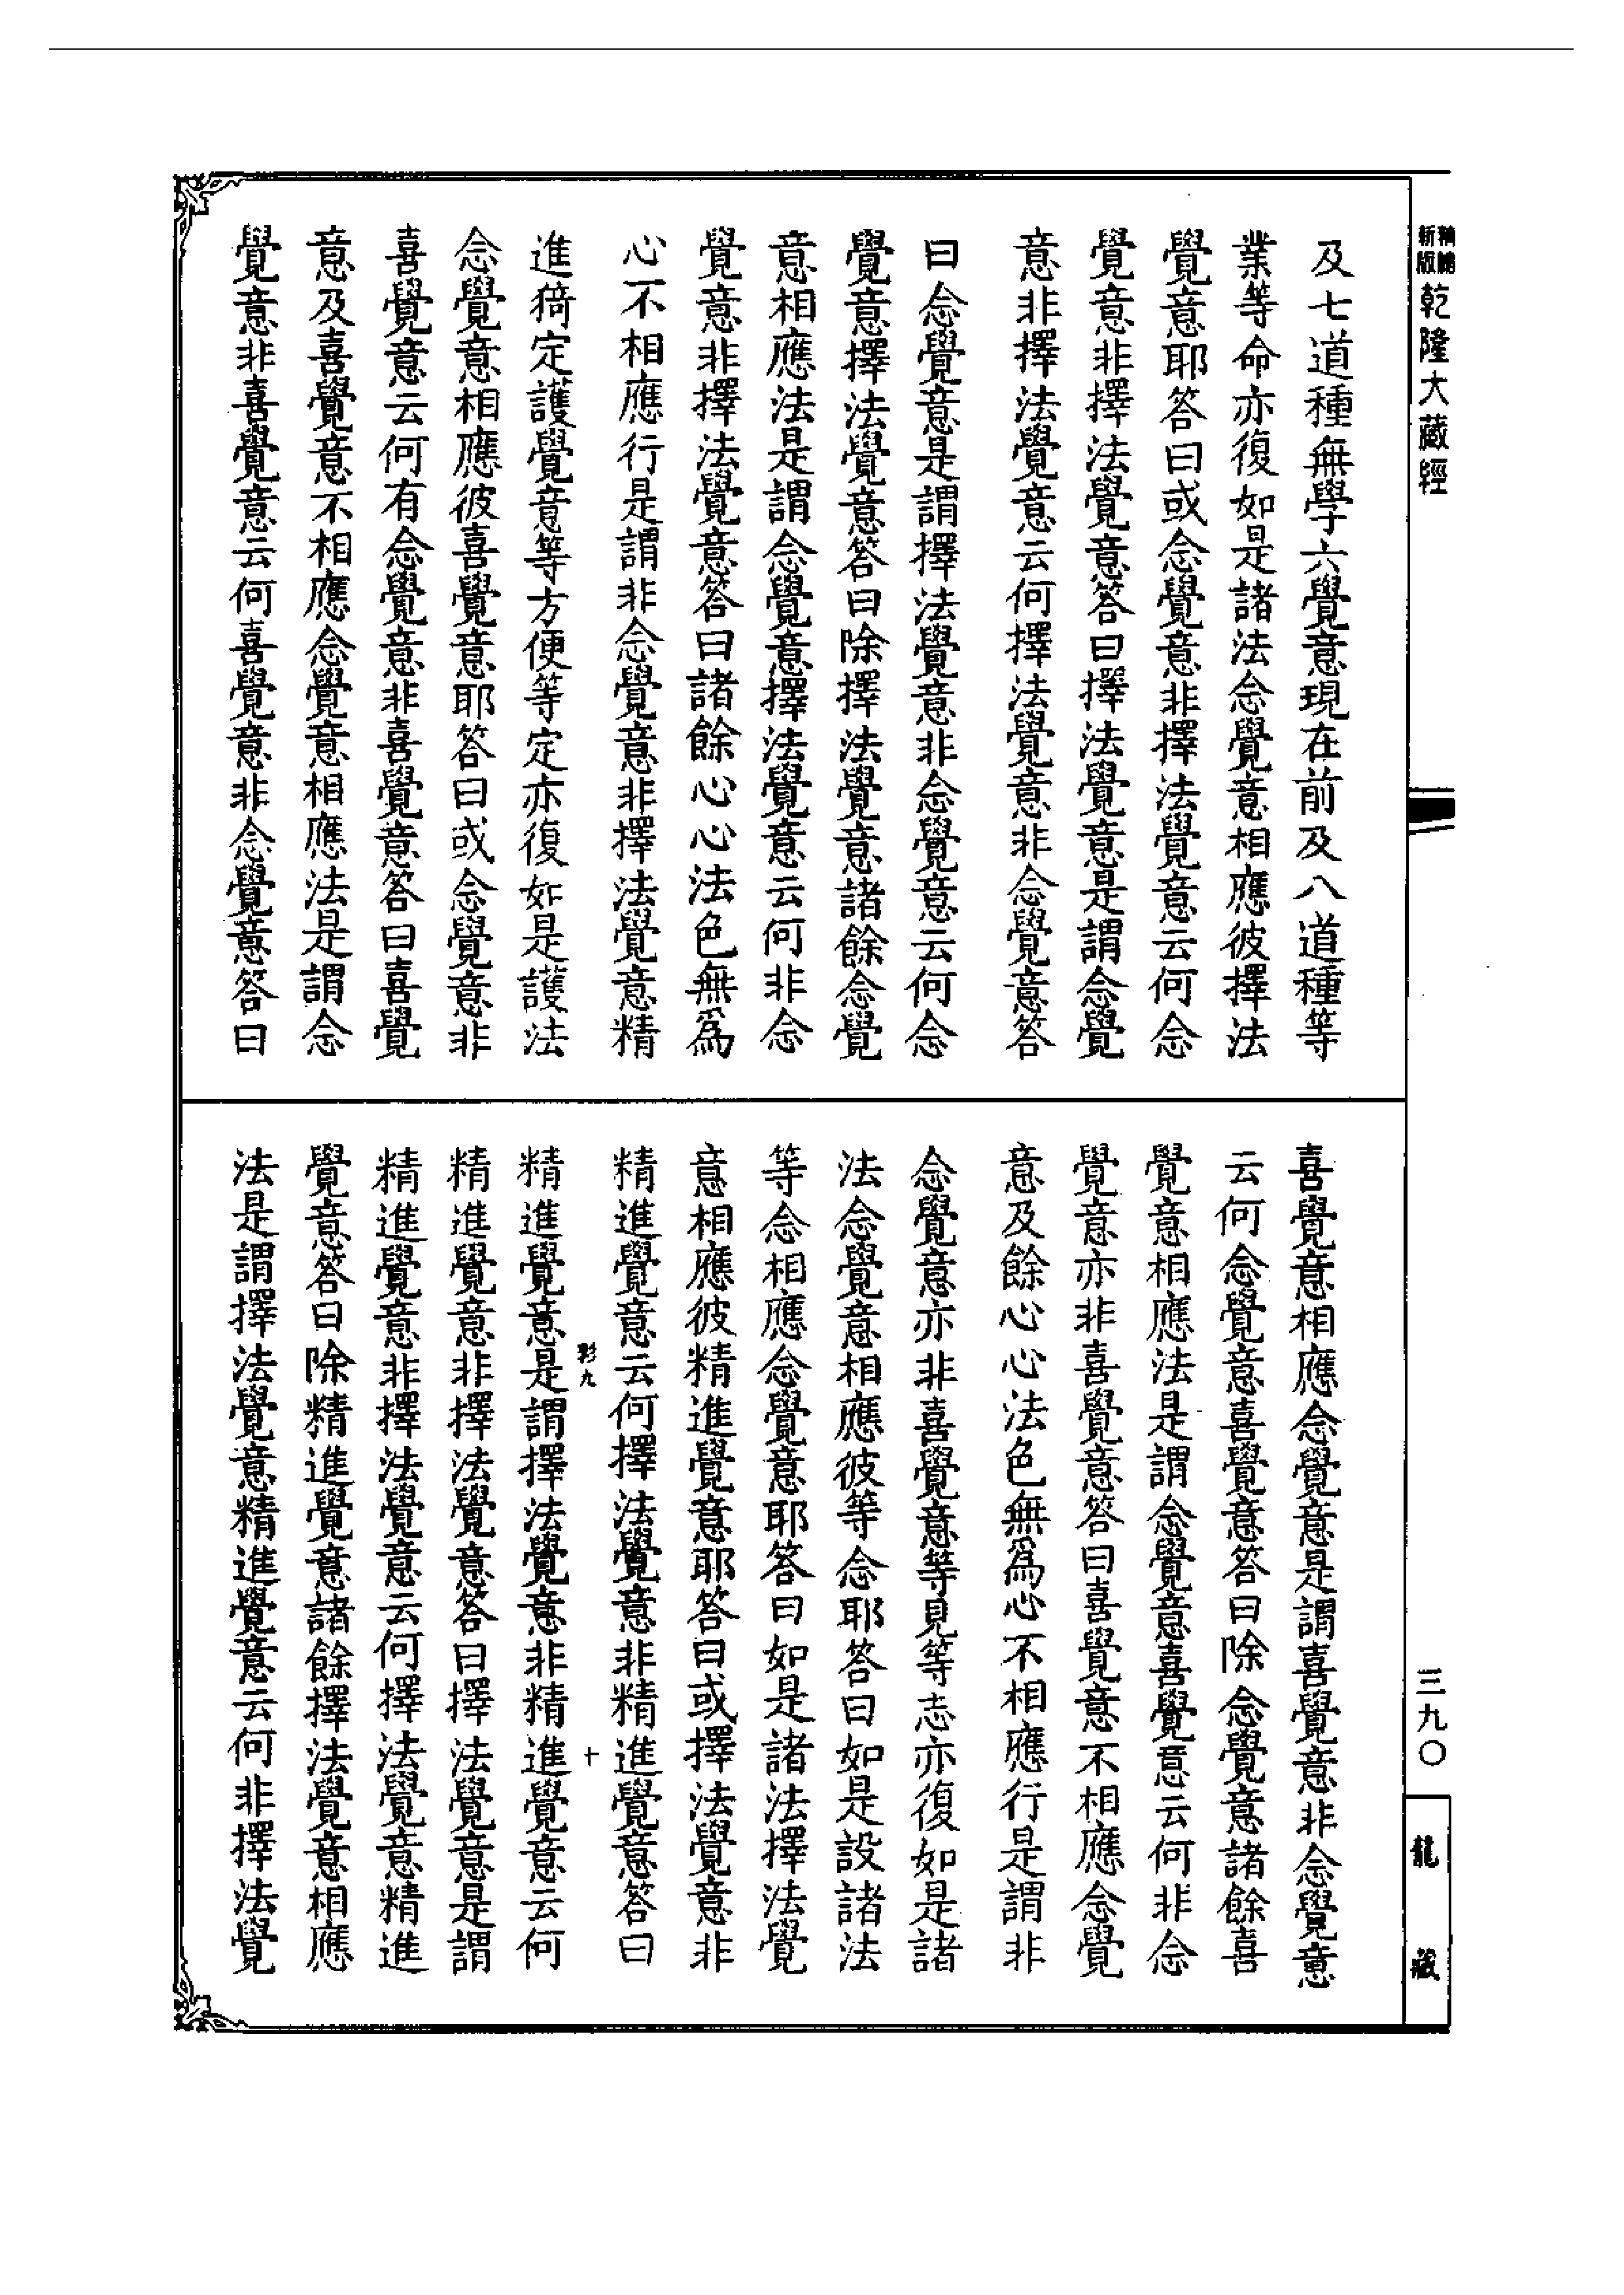 新版
精縮
乾隆大藏經
三九〇
龍藏
及七道種無學六覺意現在前及八道種等
業等命亦復如是諸法念覺意相應彼擇法
覺意耶答曰或念覺意非擇法覺意云何念
覺意非擇法覺意答曰擇法覺意是謂念覺
意非擇法覺意云何擇法覺意非念覺意答
曰念覺意是謂擇法覺意非念覺意云何念
覺意擇法覺意答曰除擇法覺意諸餘念覺
意相應法是謂念覺意擇法覺意云何非念
覺意非擇法覺意答曰諸餘心心法色無為
心不相應行是謂非念覺意非擇法覺意精
進猗定護覺意等方便等定亦復如是護法
念覺意相應彼喜覺意耶答曰或念覺意非
喜覺意云何有念覺意非喜覺意答曰喜覺
意及喜覺意不相應念覺意相應法是謂念
覺意非喜覺意云何喜覺意非念覺意答曰
喜覺意相應念覺意是謂喜覺意非念覺意
云何念覺意喜覺意答曰除念覺意諸餘喜
覺意相應法是謂念覺意喜覺意云何非念
覺意亦非喜覺意答曰喜覺意不相應念覺
意及餘心心法色無為心不相應行是謂非
念覺意亦非喜覺意等見等志亦復如是諸
法念覺意相應彼等念耶答曰如是設諸法
等念相應念覺意耶答曰如是諸法擇法覺
意相應彼精進覺意耶答曰或擇法覺意非
精進覺意云何擇法覺意非精進覺意答曰
彩九 十
精進覺意是謂擇法覺意非精進覺意云何
精進覺意非擇法覺意答曰擇法覺意是謂
精進覺意非擇法覺意云何擇法覺意精進
覺意答曰除精進覺意諸餘擇法覺意相應
法是謂擇法覺意精進覺意云何非擇法覺